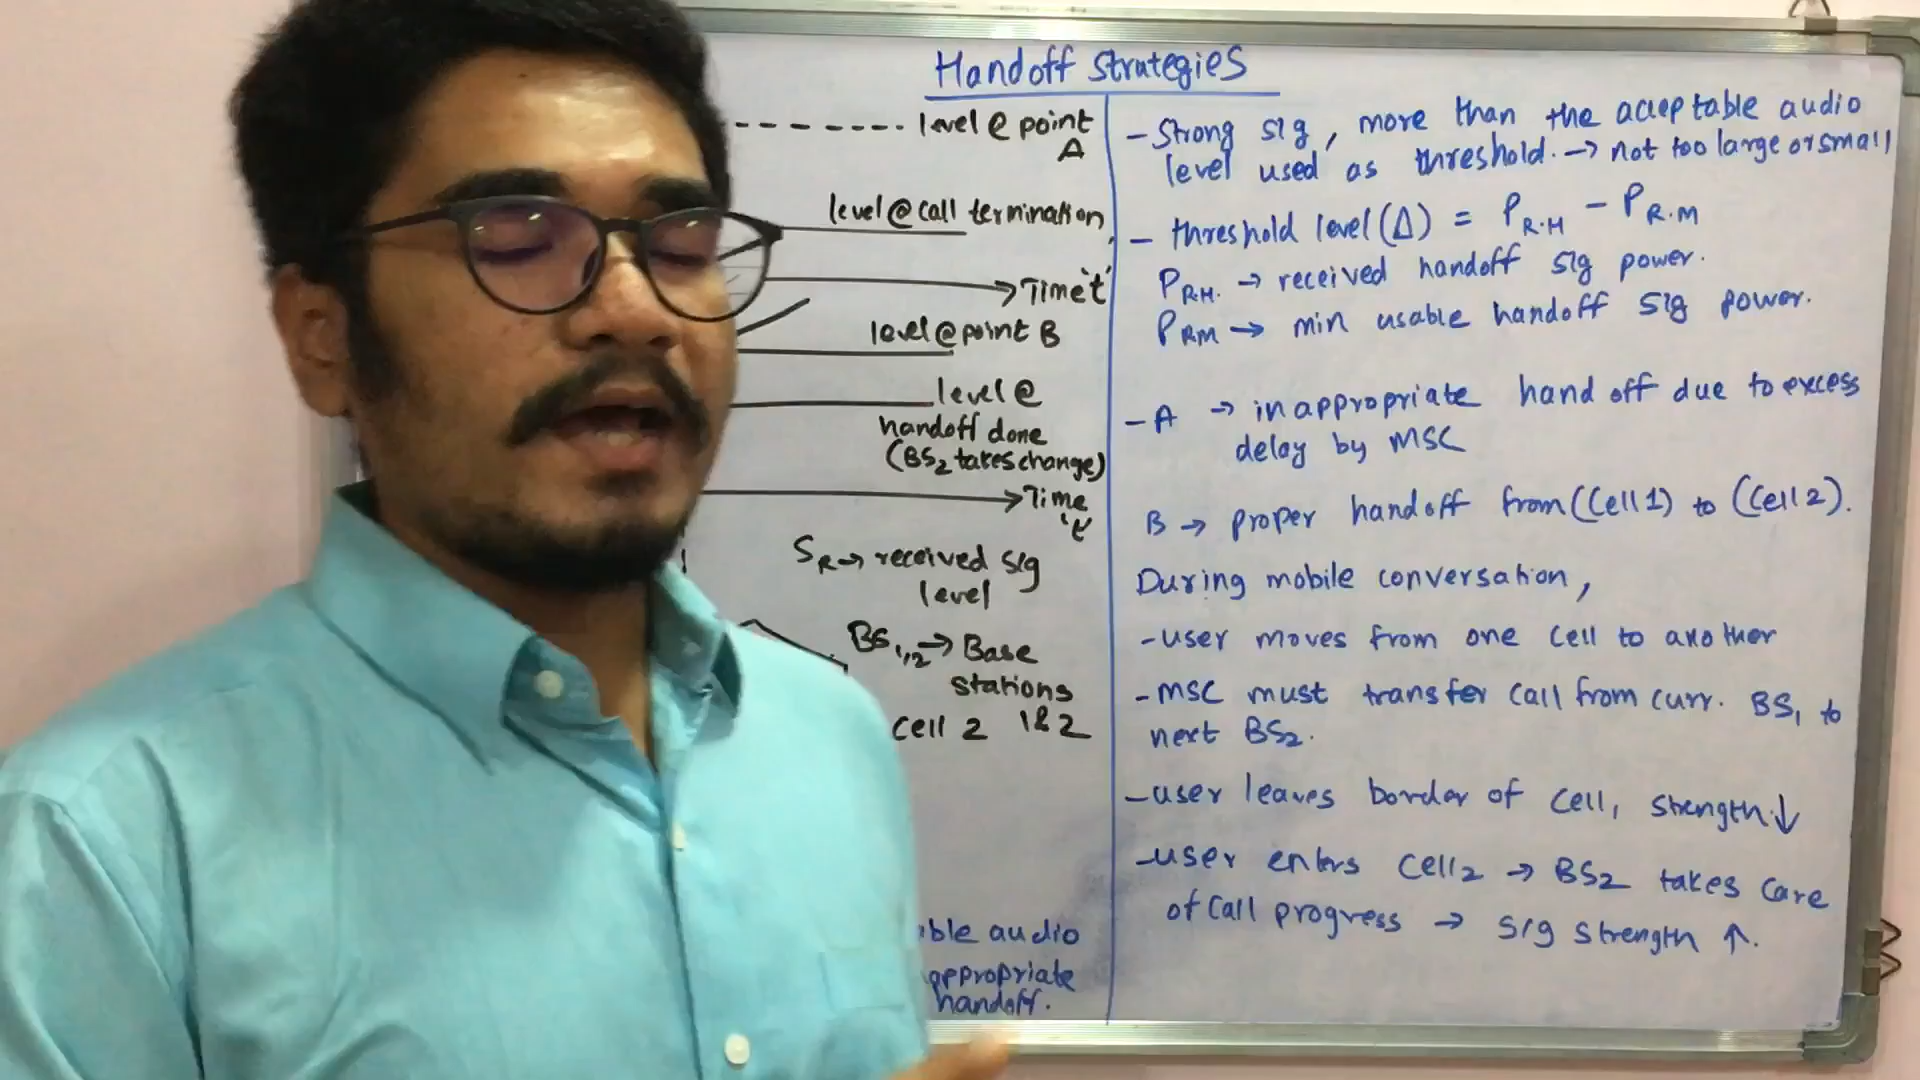 Handoff strategies
level @ point
A
level @ call termination
Time 't'
level @ point B
level @
handoff done
(BS2 takes change)
Time
't'
SR → received sig
level
BS1,2 → Base
stations
cell 2 1&2
ble audio
appropriate
handoff.
- Strong sig, more than the acceptable audio
level used as threshold. → not too large or small
- threshold level (Δ) = PR.H - PR.M
PR.H. → received handoff sig power.
PRM → min usable handoff sig power.
- A → inappropriate hand off due to excess
delay by MSC
B → proper handoff from (Cell 1) to (Cell 2).
During mobile conversation,
- user moves from one cell to another
- MSC must transfer call from curr. BS1 to
next BS2.
- user leaves border of cell, strength ↓
- user enters cell2 → BS2 takes care
of call progress → sig strength ↑.